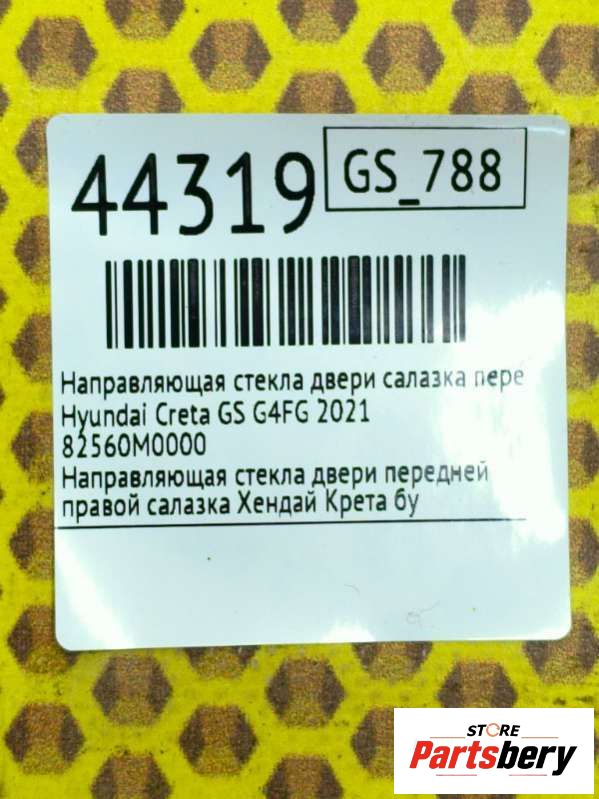 44319
GS_788
Направляющая стекла двери салазка пере
Hyundai Creta GS G4FG 2021
82560M0000
Направляющая стекла двери передней
правой салазка Хендай Крета бу
STORE
Partsbery